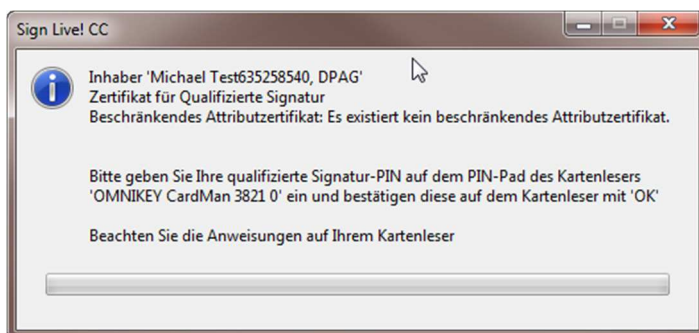 Sign Live! CC
Inhaber 'Michael Test635258540, DPAG'
Zertifikat für Qualifizierte Signatur
Beschränkendes Attributzertifikat: Es existiert kein beschränkendes Attributzertifikat.
Bitte geben Sie Ihre qualifizierte Signatur-PIN auf dem PIN-Pad des Kartenlesers
'OMNIKEY CardMan 3821 0' ein und bestätigen diese auf dem Kartenleser mit 'OK'
Beachten Sie die Anweisungen auf Ihrem Kartenleser